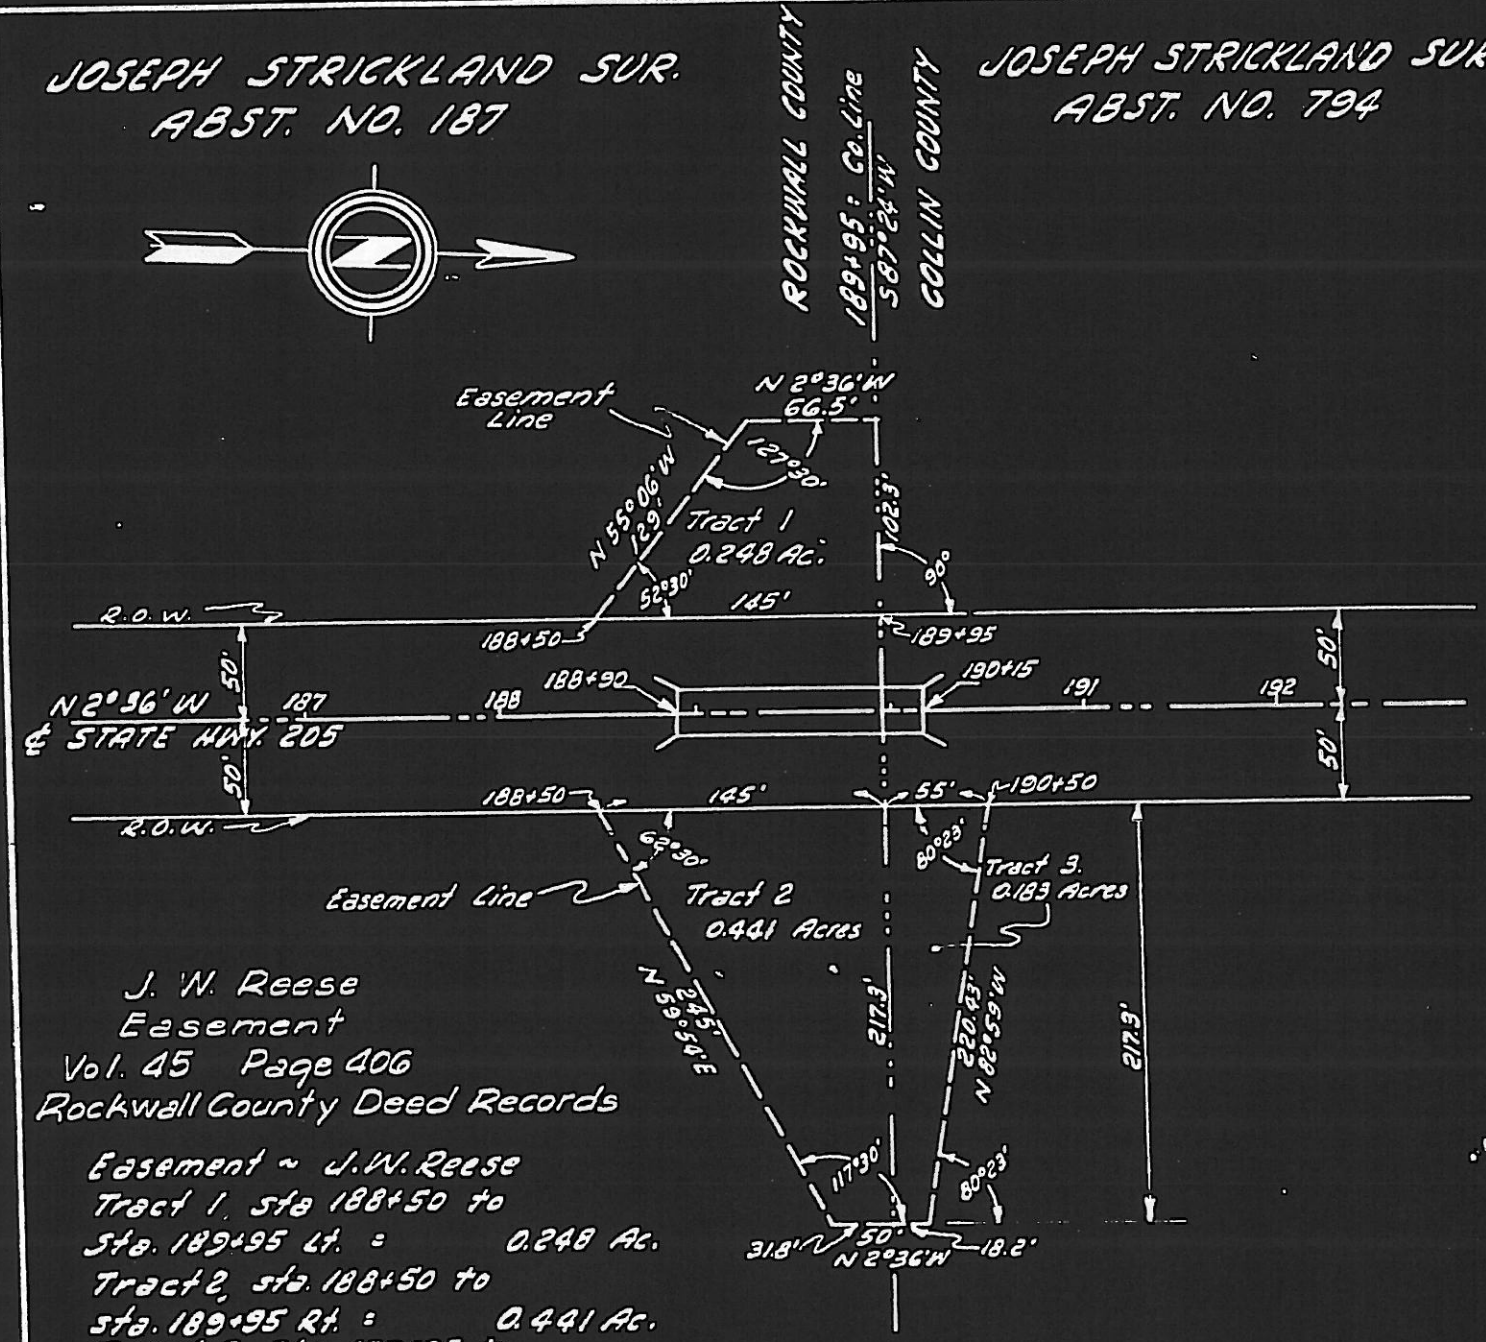 JOSEPH STRICKLAND SUR.
ABST. NO. 187
JOSEPH STRICKLAND SUR
ABST. NO. 794
ROCKWALL COUNTY
189+95 : Co. Line
S87°24'W
COLLIN COUNTY
N
Easement
Line
N 2°36'W
66.5'
127°30'
N 55°06'W
129'
Tract 1
0.248 Ac.
102.3'
90°
52°30'
145'
R.O.W.
188+50
189+95
50'
50'
188+90
190+15
N 2°36' W
187
188
191
192
℄ STATE HWY. 205
50'
50'
188+50
145'
55'
190+50
R.O.W.
62°30'
80°23'
Tract 3.
0.183 Acres
Easement Line
Tract 2
0.441 Acres
N 59°54'E
245'
217.3'
220.43'
N 82°59'W
217.3'
J. W. Reese
Easement
Vol. 45 Page 406
Rockwall County Deed Records
117°30'
80°23'
31.8'
50'
18.2'
N 2°36'W
Easement ~ J.W. Reese
Tract 1, sta 188+50 to
Sta. 189+95 Lt. = 0.248 Ac.
Tract 2, sta. 188+50 to
sta. 189+95 Rt. = 0.441 Ac.